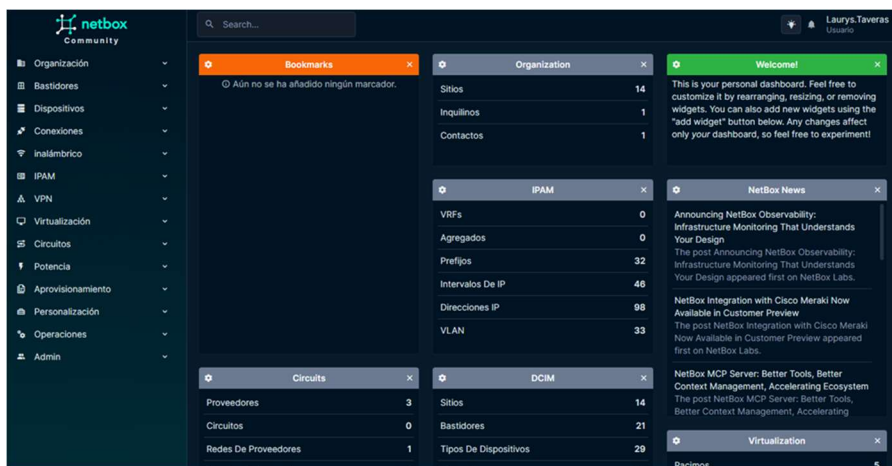 netbox
Community
Search...
Laurys.Taveras
Usuario
Organización
Bastidores
Dispositivos
Conexiones
inalámbrico
IPAM
VPN
Virtualización
Circuitos
Potencia
Aprovisionamiento
Personalización
Operaciones
Admin
Bookmarks
Aún no se ha añadido ningún marcador.
Organization
Sitios 14
Inquilinos 1
Contactos 1
Welcome!
This is your personal dashboard. Feel free to
customize it by rearranging, resizing, or removing
widgets. You can also add new widgets using the
"add widget" button below. Any changes affect
only your dashboard, so feel free to experiment!
IPAM
VRFs 0
Agregados 0
Prefijos 32
Intervalos De IP 46
Direcciones IP 98
VLAN 33
NetBox News
Announcing NetBox Observability:
Infrastructure Monitoring That Understands
Your Design
The post Announcing NetBox Observability:
Infrastructure Monitoring That Understands
Your Design appeared first on NetBox Labs.
NetBox Integration with Cisco Meraki Now
Available in Customer Preview
The post NetBox Integration with Cisco Meraki
Now Available in Customer Preview appeared
first on NetBox Labs.
NetBox MCP Server: Better Tools, Better
Context Management, Accelerating Ecosystem
The post NetBox MCP Server: Better Tools,
Better Context Management, Accelerating
Circuits
Proveedores 3
Circuitos 0
Redes De Proveedores 1
DCIM
Sitios 14
Bastidores 21
Tipos De Dispositivos 29
Virtualization
Racimos 5